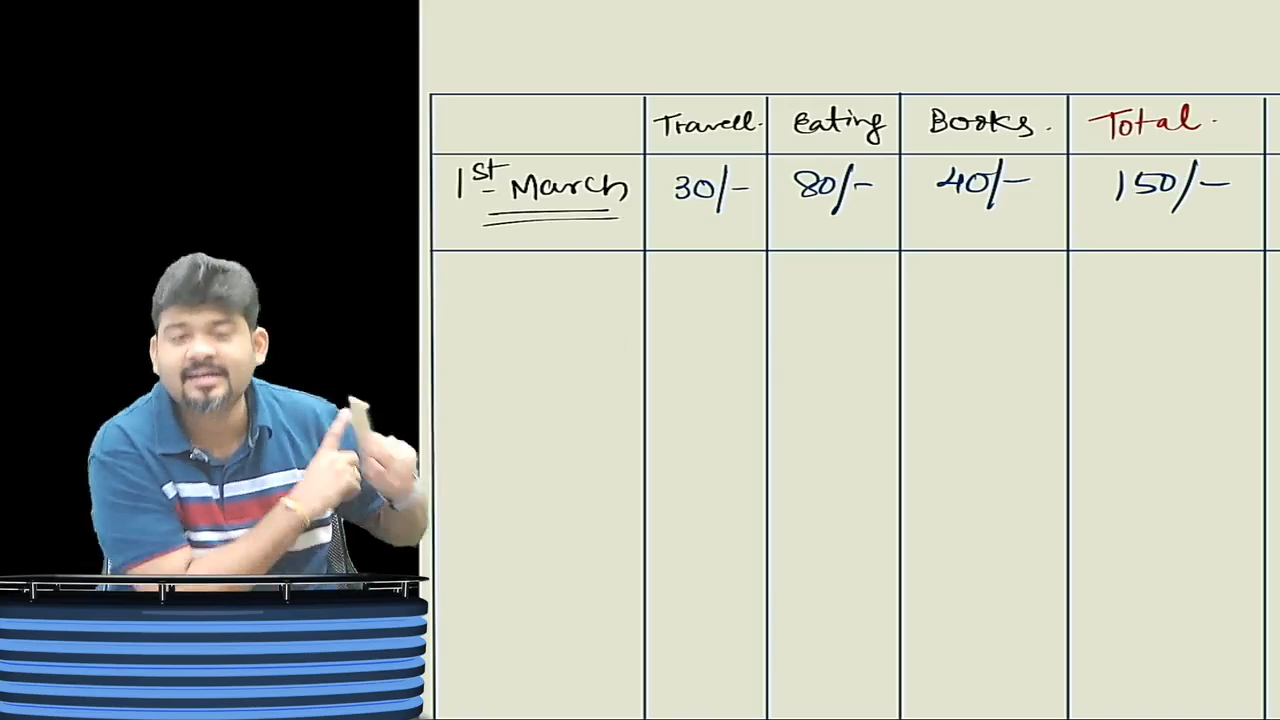 Travell. Eating Books. Total.
1st March 30/- 80/- 40/- 150/-